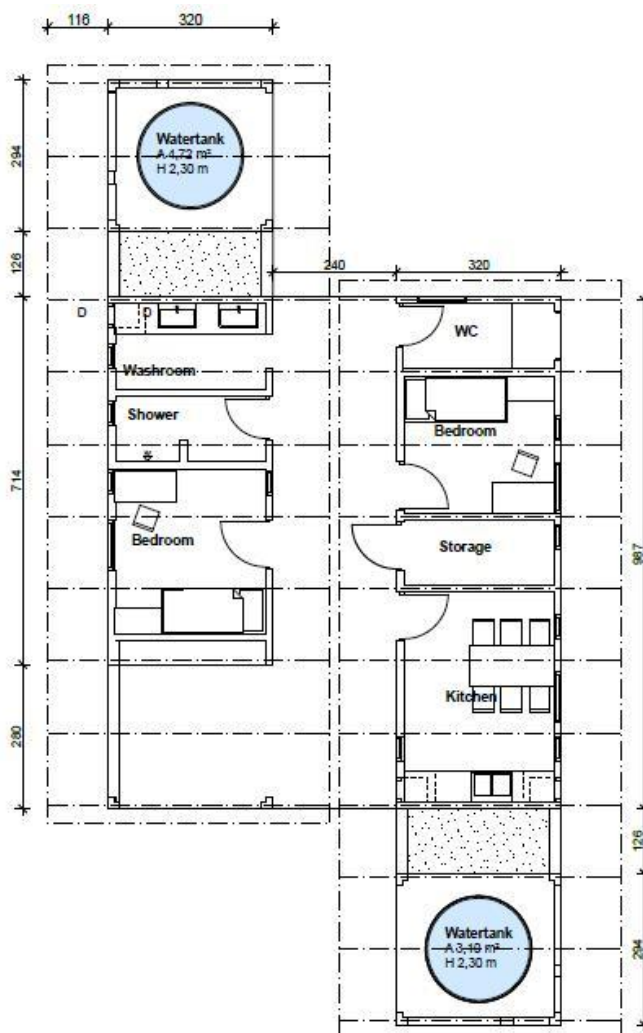 116
320
294
Watertank
A 4,72 m²
H 2,30 m
126
240
320
D
D
WC
Washroom
Shower
Bedroom
714
Bedroom
Storage
987
Kitchen
280
126
Watertank
A 3,10 m²
H 2,30 m
294